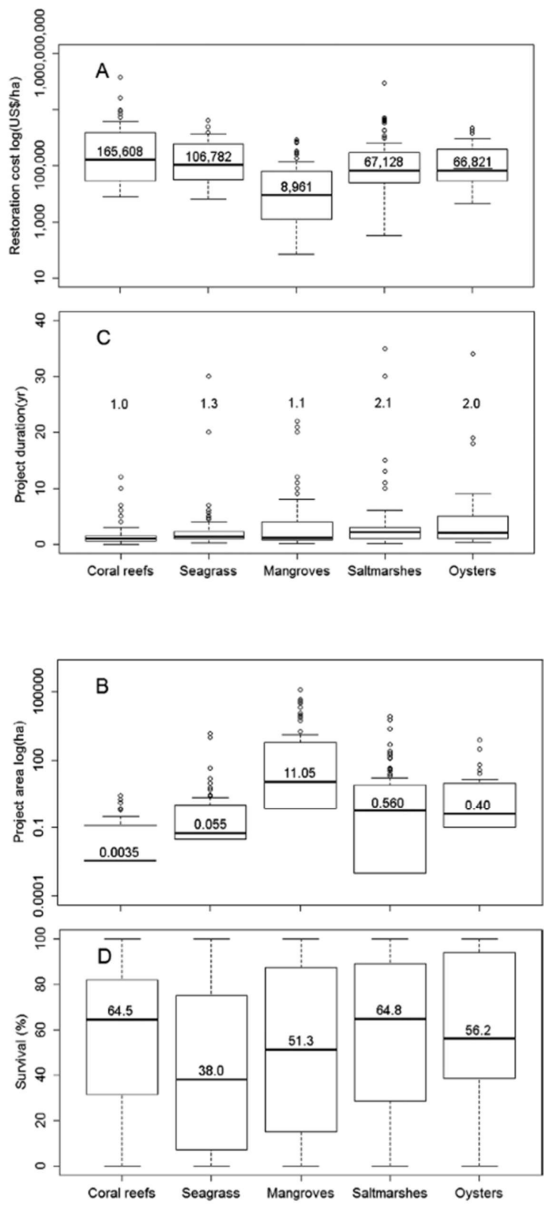 A
Restoration cost log(US$/ha)
1,000,000,000
100,000
1,000
10
165,608
106,782
8,961
67,128
66,821
C
Project duration(yr)
40
30
20
10
0
1.0
1.3
1.1
2.1
2.0
Coral reefs
Seagrass
Mangroves
Saltmarshes
Oysters
B
Project area log(ha)
100000
100
0.1
0.0001
0.0035
0.055
11.05
0.560
0.40
D
Survival (%)
100
80
60
40
20
0
64.5
38.0
51.3
64.8
56.2
Coral reefs
Seagrass
Mangroves
Saltmarshes
Oysters